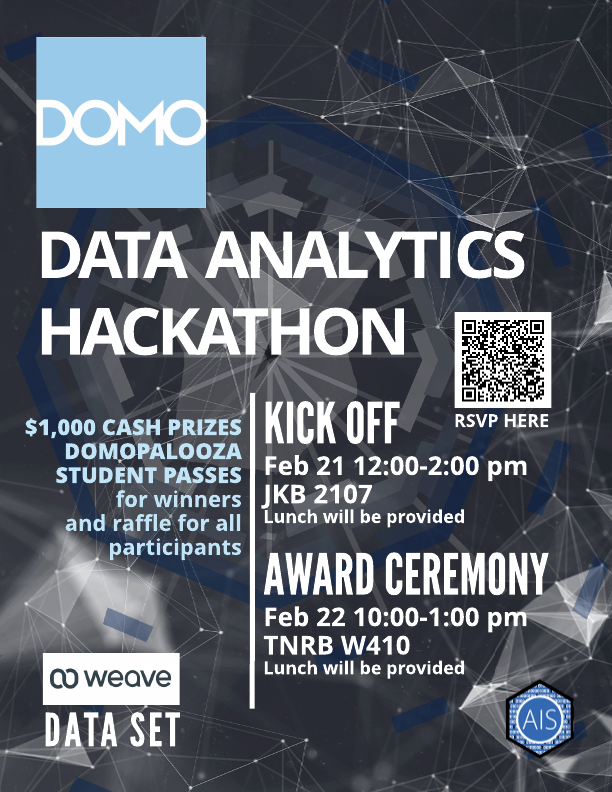 DOMO
DATA ANALYTICS
HACKATHON
RSVP HERE
$1,000 CASH PRIZES
DOMOPALOOZA
STUDENT PASSES
for winners
and raffle for all
participants
KICK OFF
Feb 21 12:00-2:00 pm
JKB 2107
Lunch will be provided
AWARD CEREMONY
Feb 22 10:00-1:00 pm
TNRB W410
Lunch will be provided
weave
DATA SET
AIS